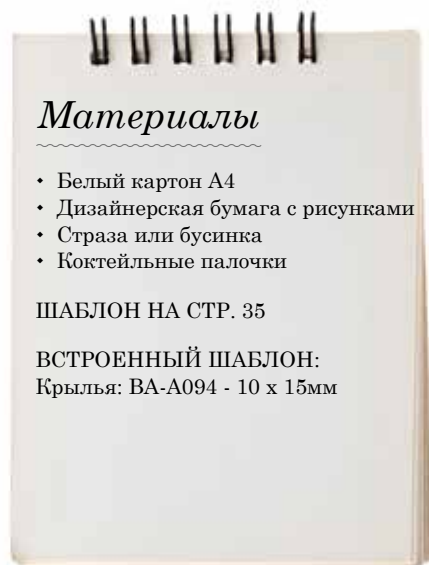 Материалы
• Белый картон А4
• Дизайнерская бумага с рисунками
• Страза или бусинка
• Коктейльные палочки
ШАБЛОН НА СТР. 35
ВСТРОЕННЫЙ ШАБЛОН:
Крылья: BA-A094 - 10 x 15мм